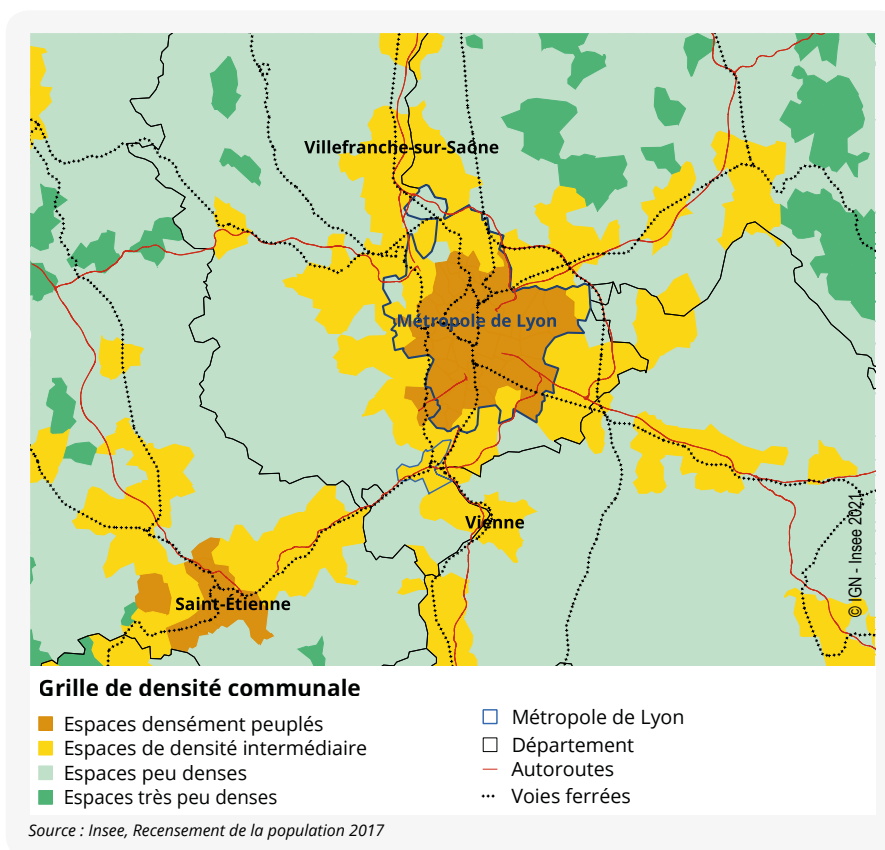 Villefranche-sur-Saône
Métropole de Lyon
Vienne
Saint-Étienne
© IGN - Insee 2021
Grille de densité communale
Espaces densément peuplés
Espaces de densité intermédiaire
Espaces peu denses
Espaces très peu denses
Métropole de Lyon
Département
Autoroutes
Voies ferrées
Source : Insee, Recensement de la population 2017